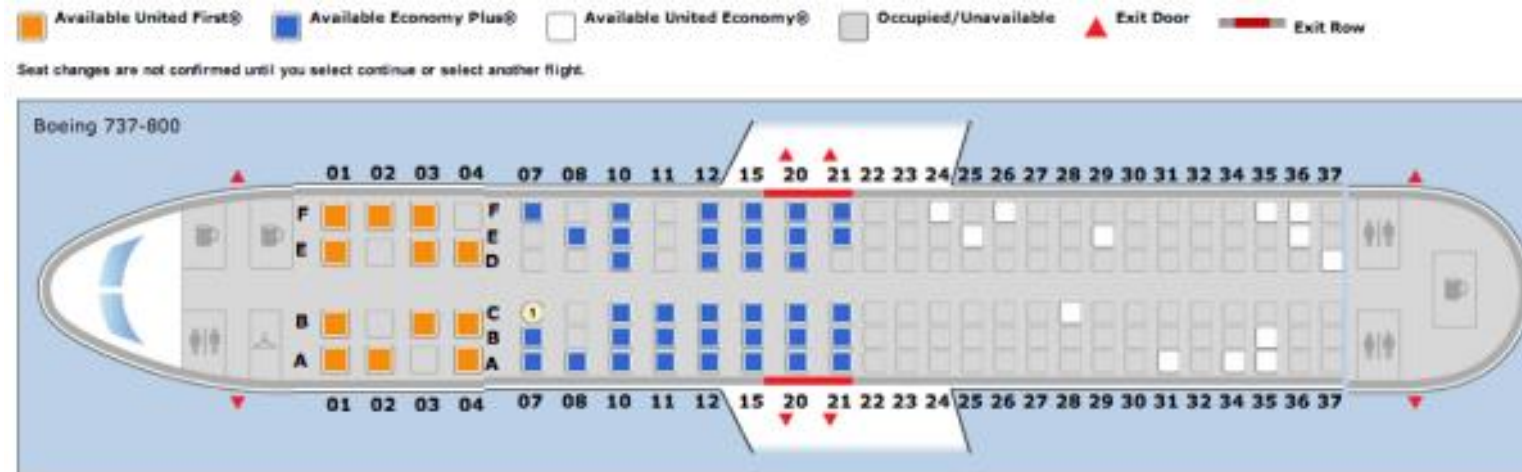 Available United First® Available Economy Plus® Available United Economy® Occupied/Unavailable Exit Door Exit Row
Seat changes are not confirmed until you select continue or select another flight.
Boeing 737-800
01 02 03 04 07 08 10 11 12 15 20 21 22 23 24 25 26 27 28 29 30 31 32 34 35 36 37
F F
E E
D
B C
1
B
A A
01 02 03 04 07 08 10 11 12 15 20 21 22 23 24 25 26 27 28 29 30 31 32 34 35 36 37